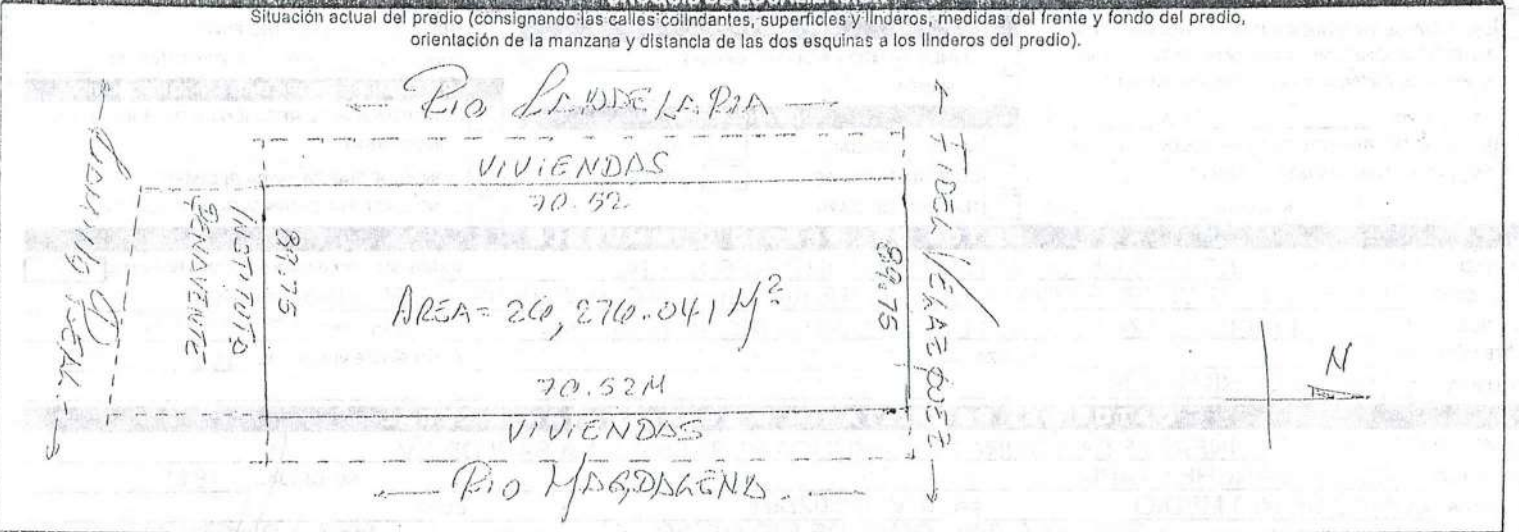 Situación actual del predio (consignando las calles colindantes, superficies y linderos, medidas del frente y fondo del predio,
orientación de la manzana y distancia de las dos esquinas a los linderos del predio).
Rio CANDELARIA
VIVIENDAS
70.52
INSTITUTO
BENAVENTE
89.75
AREA = 26,276.041 M²
89.75
FIDEL VELAZQUEZ
70.52M
VIVIENDAS
RIO MAGDALENA
N